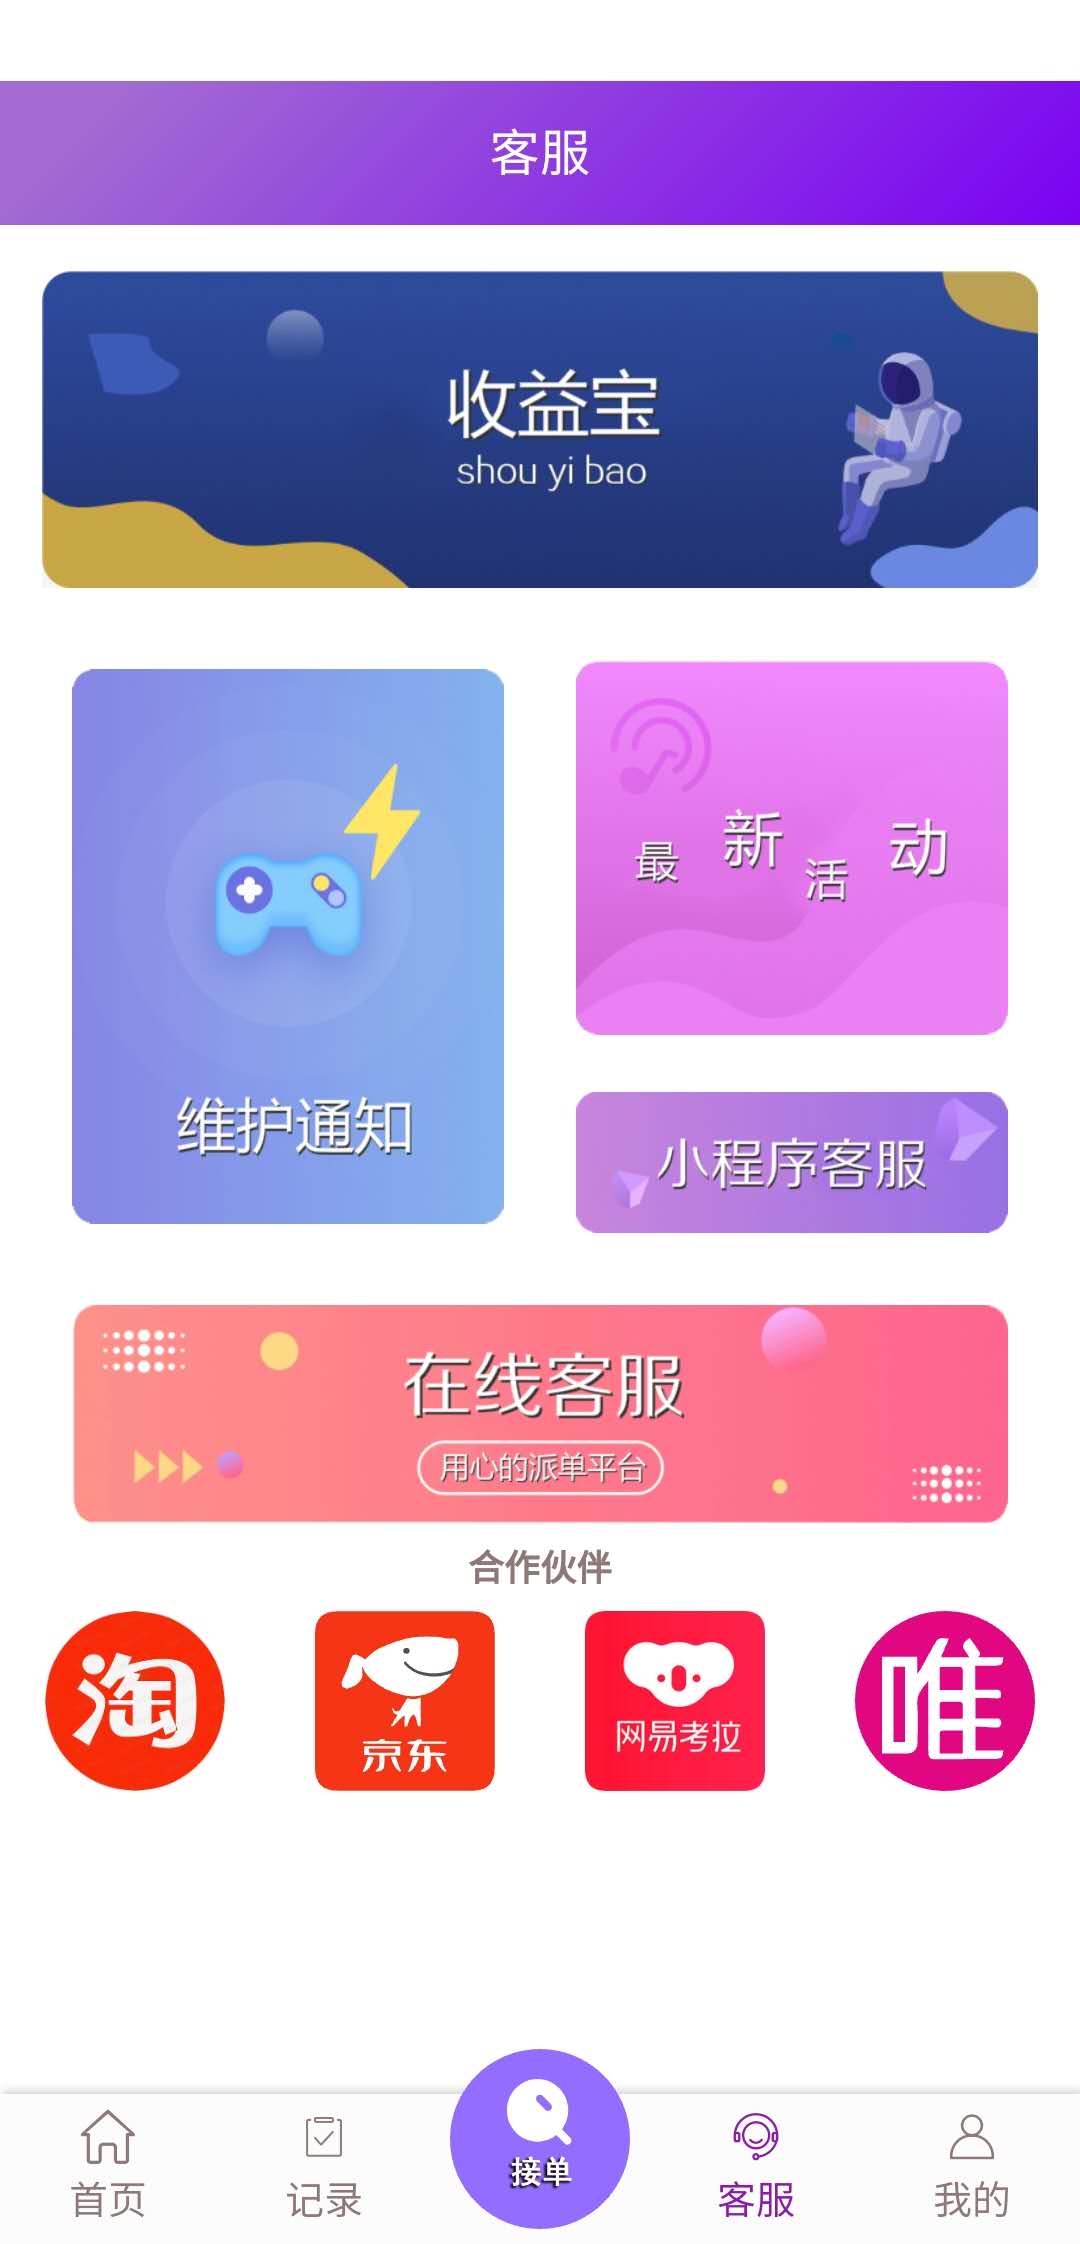 客服
收益宝
shou yi bao
最新活动
维护通知
小程序客服
在线客服
用心的派单平台
合作伙伴
淘
京东
网易考拉
唯
接单
首页
记录
客服
我的